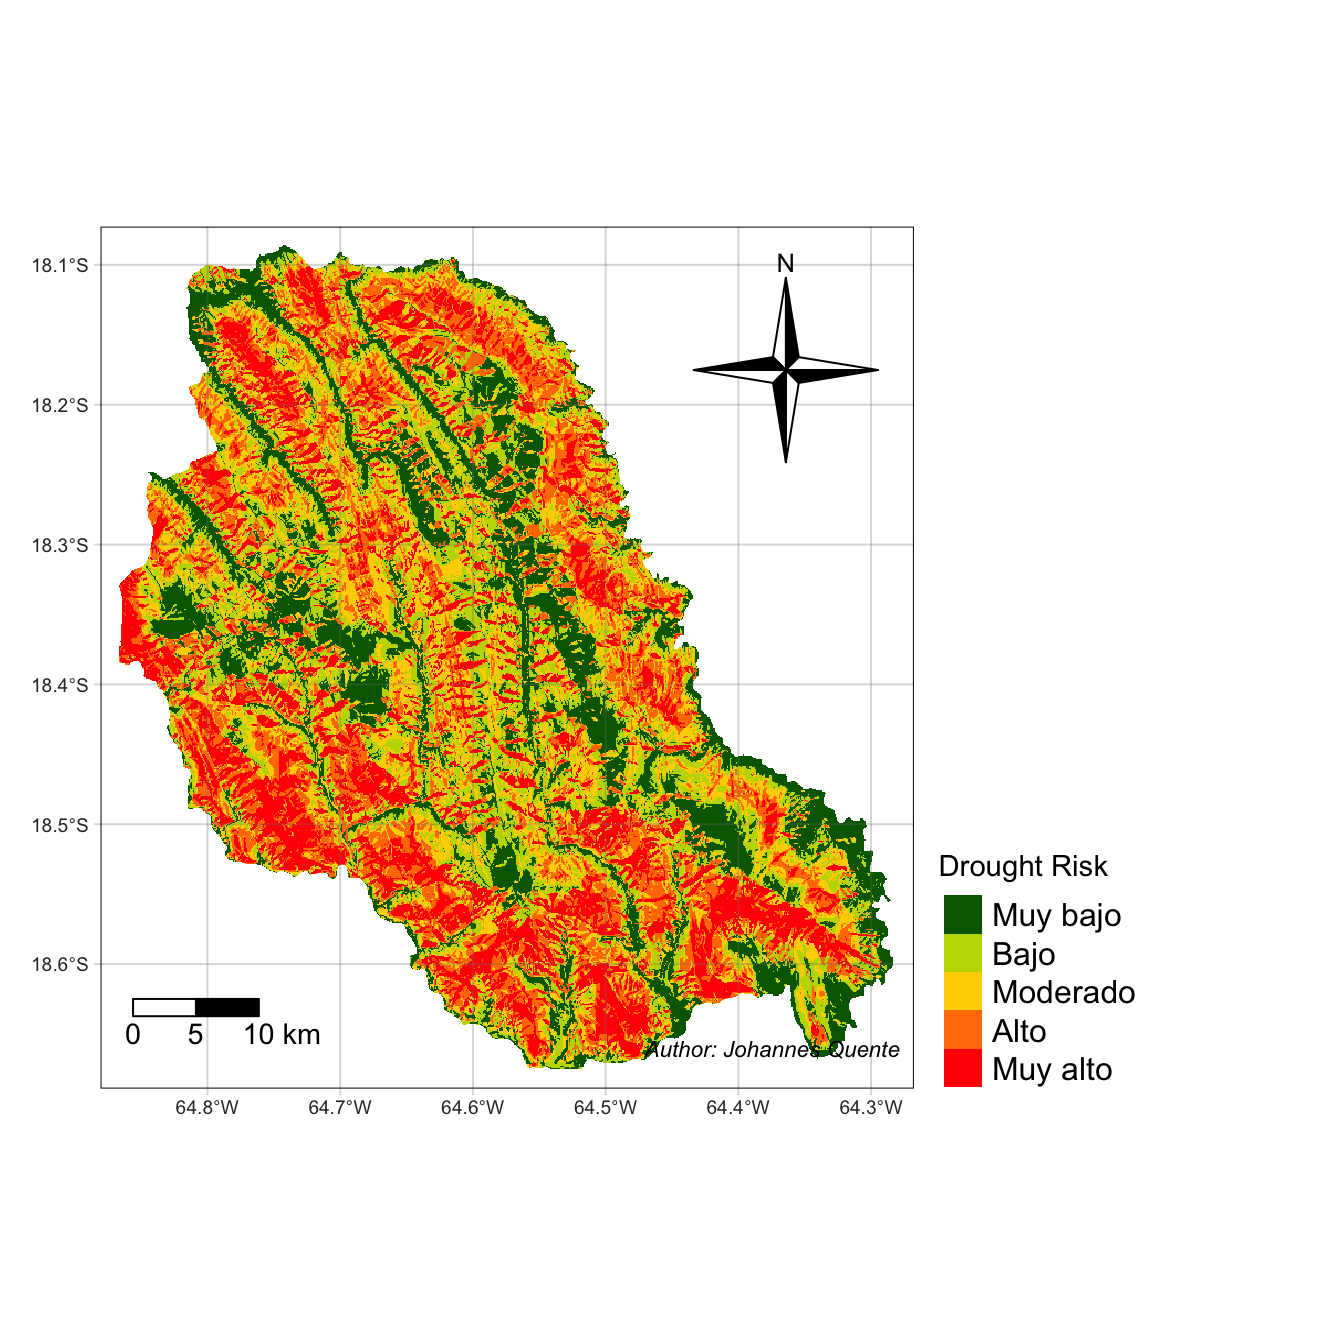 N
18.1°S
18.2°S
18.3°S
18.4°S
18.5°S
18.6°S
64.8°W
64.7°W
64.6°W
64.5°W
64.4°W
64.3°W
0 5 10 km
Author: Johannes Quente
Drought Risk
Muy bajo
Bajo
Moderado
Alto
Muy alto